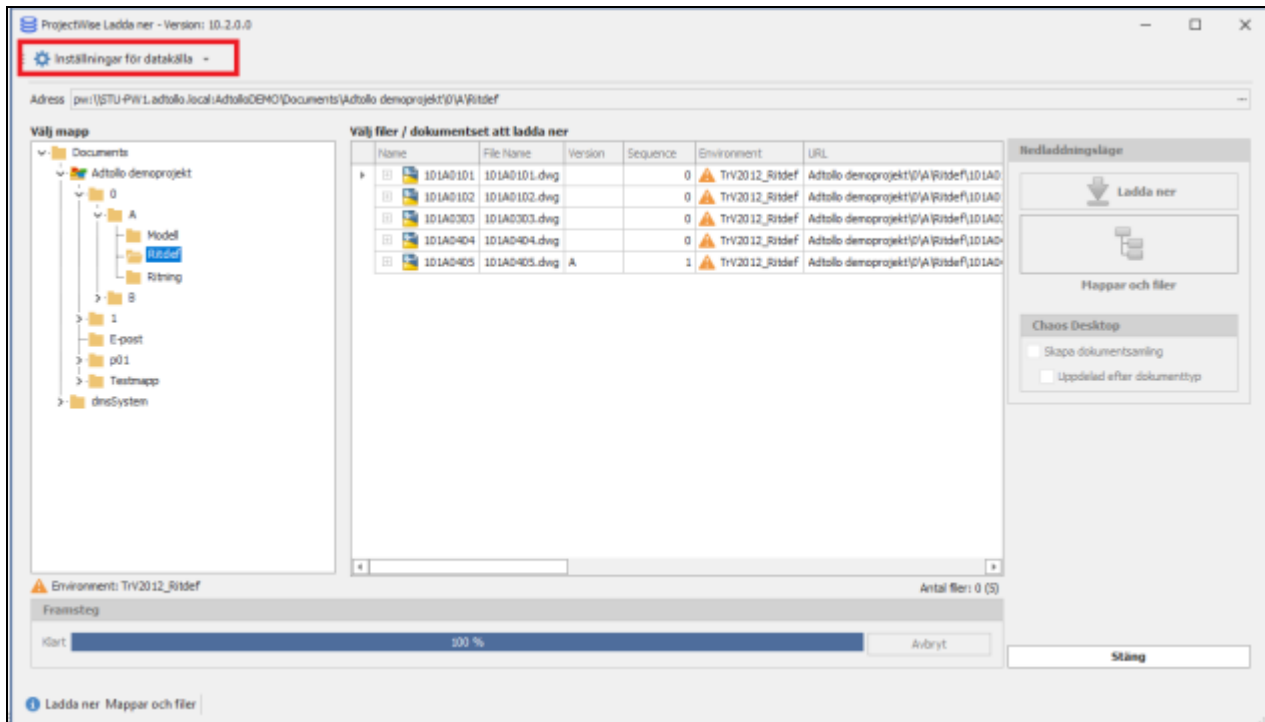 ProjectWise Ladda ner - Version: 10.2.0.0
Inställningar för datakälla
Adress pw:\\STU-PW1.adtollo.local:AdtolloDEMO\Documents\Adtollo demoprojekt\0\A\Ritdef\
Välj mapp
Documents
Adtollo demoprojekt
0
A
Modell
Ritdef
Ritning
B
1
E-post
p01
Testmapp
dmsSystem
Environment: TrV2012_Ritdef
Välj filer / dokumentset att ladda ner
Name File Name Version Sequence Environment URL
101A0101 101A0101.dwg 0 TrV2012_Ritdef Adtollo demoprojekt\0\A\Ritdef\101A0
101A0102 101A0102.dwg 0 TrV2012_Ritdef Adtollo demoprojekt\0\A\Ritdef\101A0
101A0303 101A0303.dwg 0 TrV2012_Ritdef Adtollo demoprojekt\0\A\Ritdef\101A0
101A0404 101A0404.dwg 0 TrV2012_Ritdef Adtollo demoprojekt\0\A\Ritdef\101A0
101A0405 101A0405.dwg A 1 TrV2012_Ritdef Adtollo demoprojekt\0\A\Ritdef\101A0
Antal filer: 0 (5)
Nedladdningsläge
Ladda ner
Mappar och filer
Chaos Desktop
Skapa dokumentsamling
Uppdelad efter dokumenttyp
Framsteg
Klart 100 % Avbryt
Stäng
Ladda ner Mappar och filer